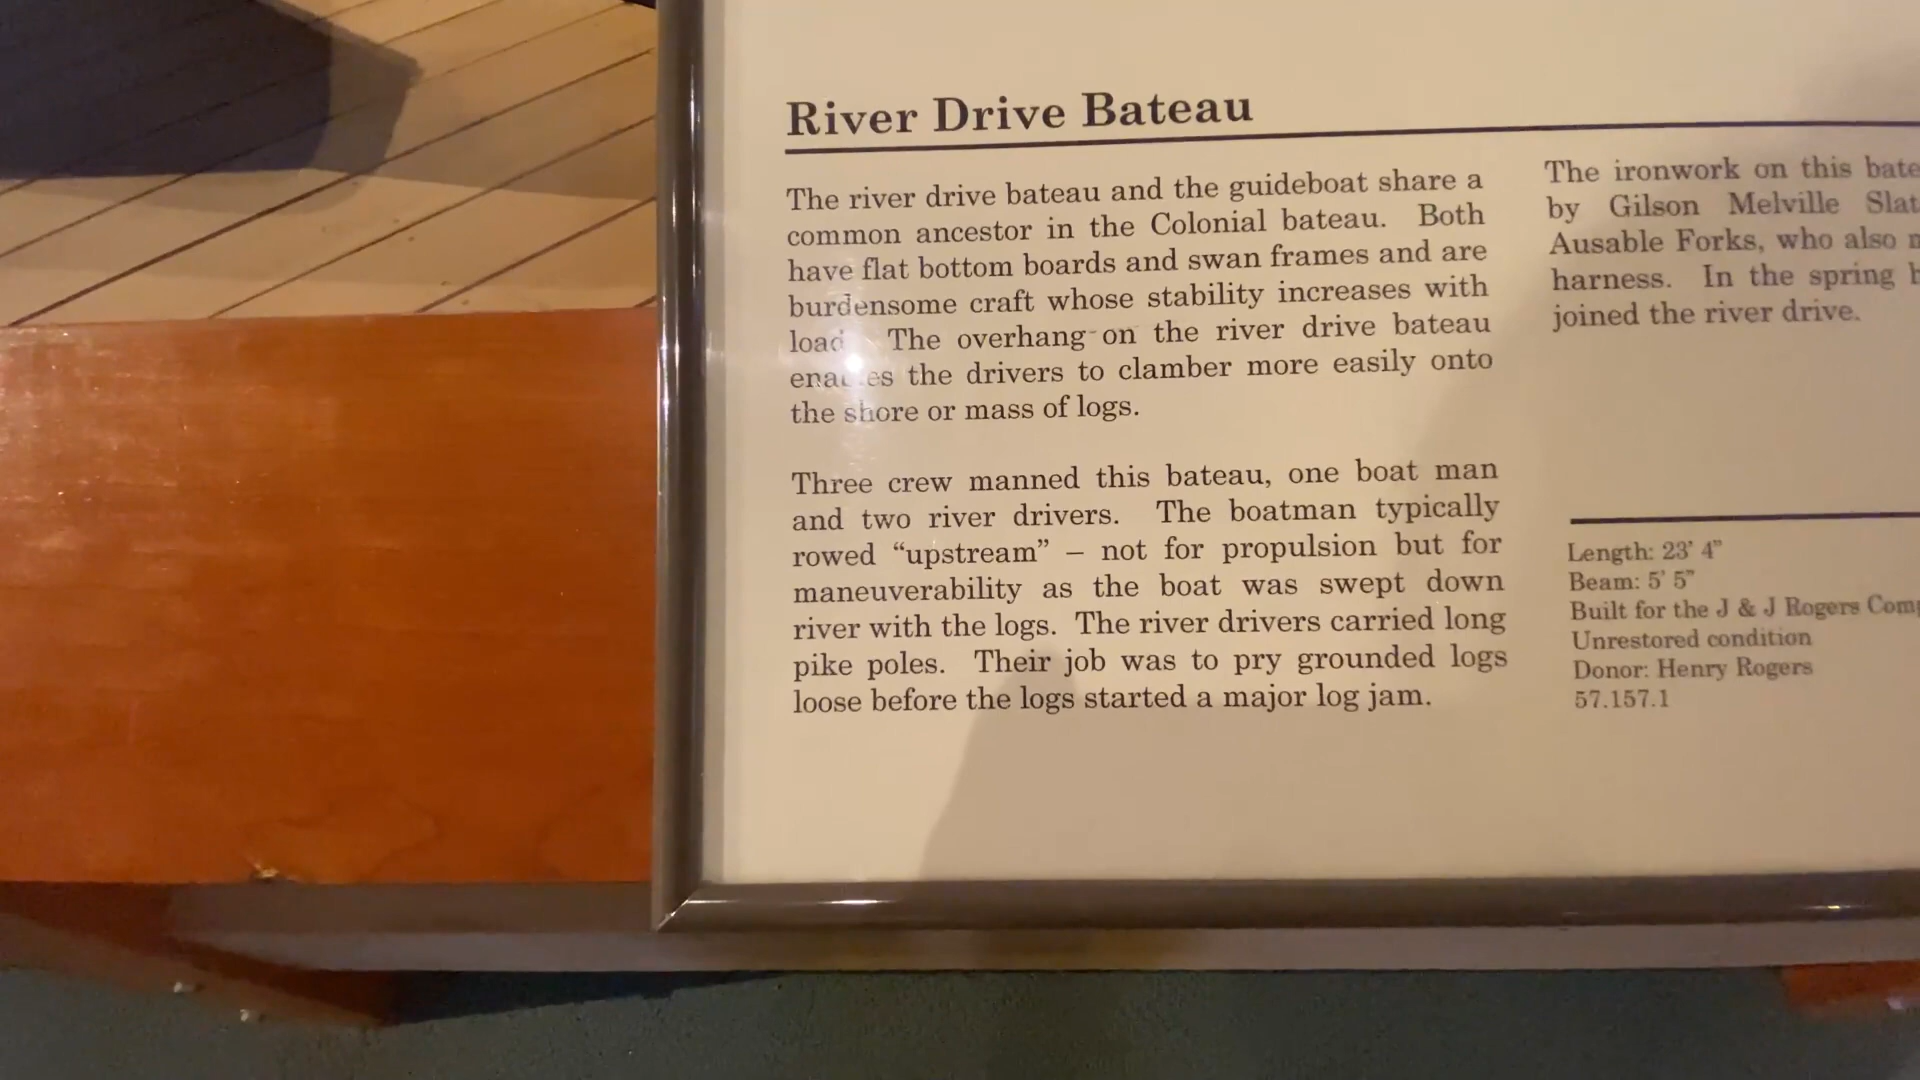 River Drive Bateau
The river drive bateau and the guideboat share a
common ancestor in the Colonial bateau. Both
have flat bottom boards and swan frames and are
burdensome craft whose stability increases with
The overhang on the river drive bateau
the drivers to clamber more easily onto
the shore or mass of logs.
Three crew manned this bateau, one boat man
and two river drivers. The boatman typically
rowed “upstream” – not for propulsion but for
maneuverability as the boat was swept down
river with the logs. The river drivers carried long
pike poles. Their job was to pry grounded logs
loose before the logs started a major log jam.
The ironwork on this
by Gilson Melville
Ausable Forks, who also
harness. In the spring
joined the river drive.
Length: 23' 4"
Beam: 5' 5"
Built for the J & J Rogers
Unrestored condition
Donor: Henry Rogers
57.157.1